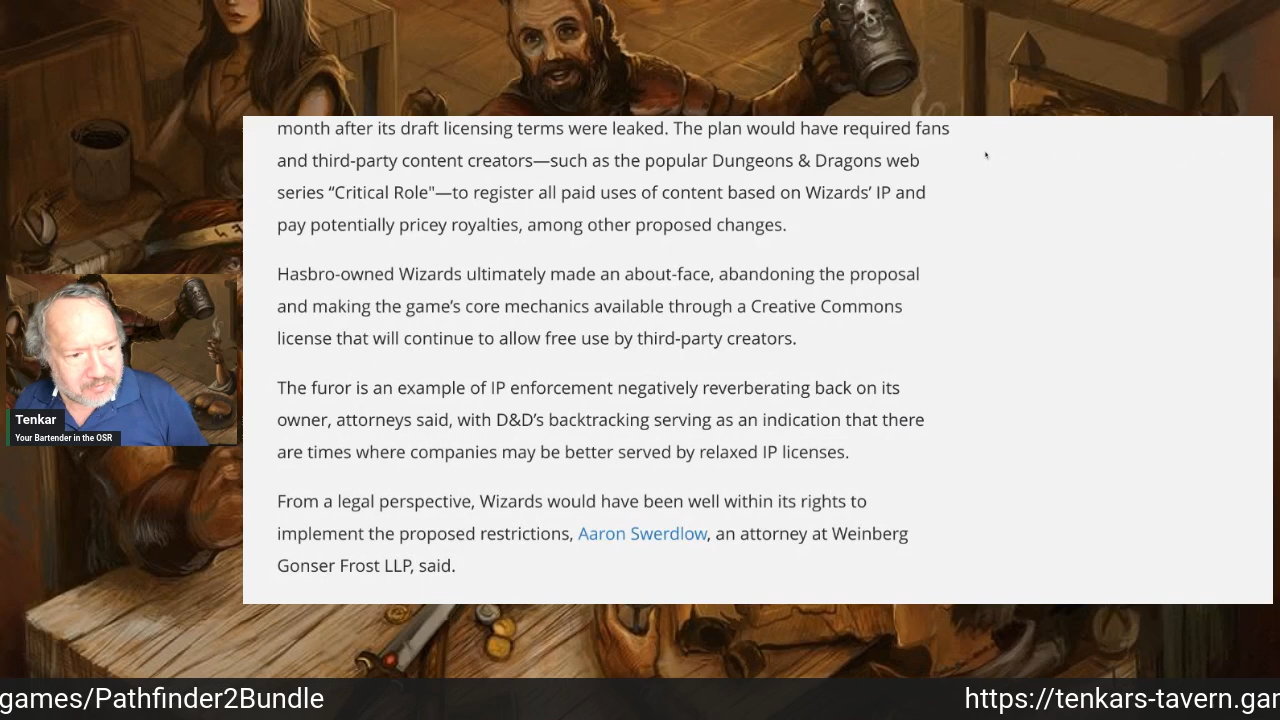 month after its draft licensing terms were leaked. The plan would have required fans
and third-party content creators—such as the popular Dungeons & Dragons web
series “Critical Role"—to register all paid uses of content based on Wizards’ IP and
pay potentially pricey royalties, among other proposed changes.
Hasbro-owned Wizards ultimately made an about-face, abandoning the proposal
and making the game’s core mechanics available through a Creative Commons
license that will continue to allow free use by third-party creators.
The furor is an example of IP enforcement negatively reverberating back on its
owner, attorneys said, with D&D’s backtracking serving as an indication that there
are times where companies may be better served by relaxed IP licenses.
From a legal perspective, Wizards would have been well within its rights to
implement the proposed restrictions, Aaron Swerdlow, an attorney at Weinberg
Gonser Frost LLP, said.
Tenkar
Your Bartender in the OSR
games/Pathfinder2Bundle
https://tenkars-tavern.gar